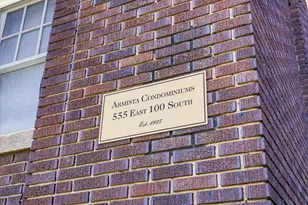 Armista Condominiums
555 East 100 South
Est. 1927